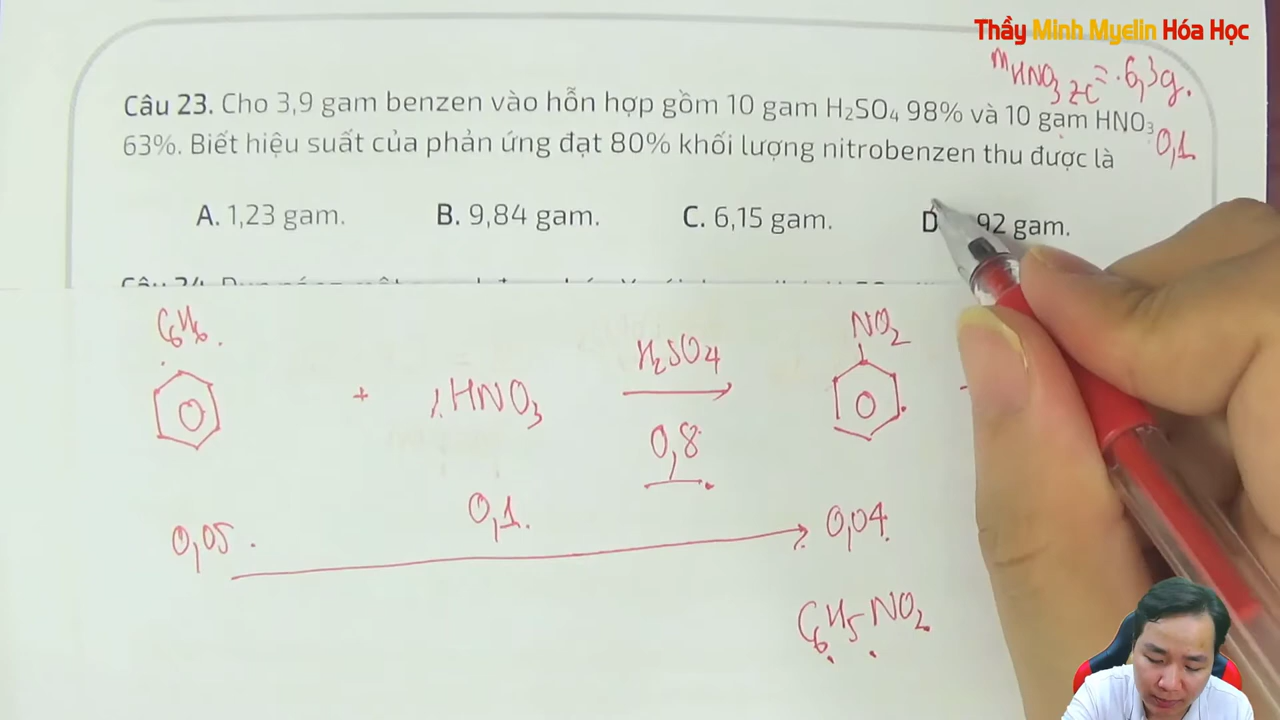 Thầy Minh Myelin Hóa Học
mHNO3 = 6,3g.
Câu 23. Cho 3,9 gam benzen vào hỗn hợp gồm 10 gam H2SO4 98% và 10 gam HNO3
0,1
63%. Biết hiệu suất của phản ứng đạt 80% khối lượng nitrobenzen thu được là
A. 1,23 gam. B. 9,84 gam. C. 6,15 gam. D 92 gam.
C6H6.
NO2
H2SO4
+ HNO3
0,8
0,05. 0,1. 0,04.
C6H5NO2